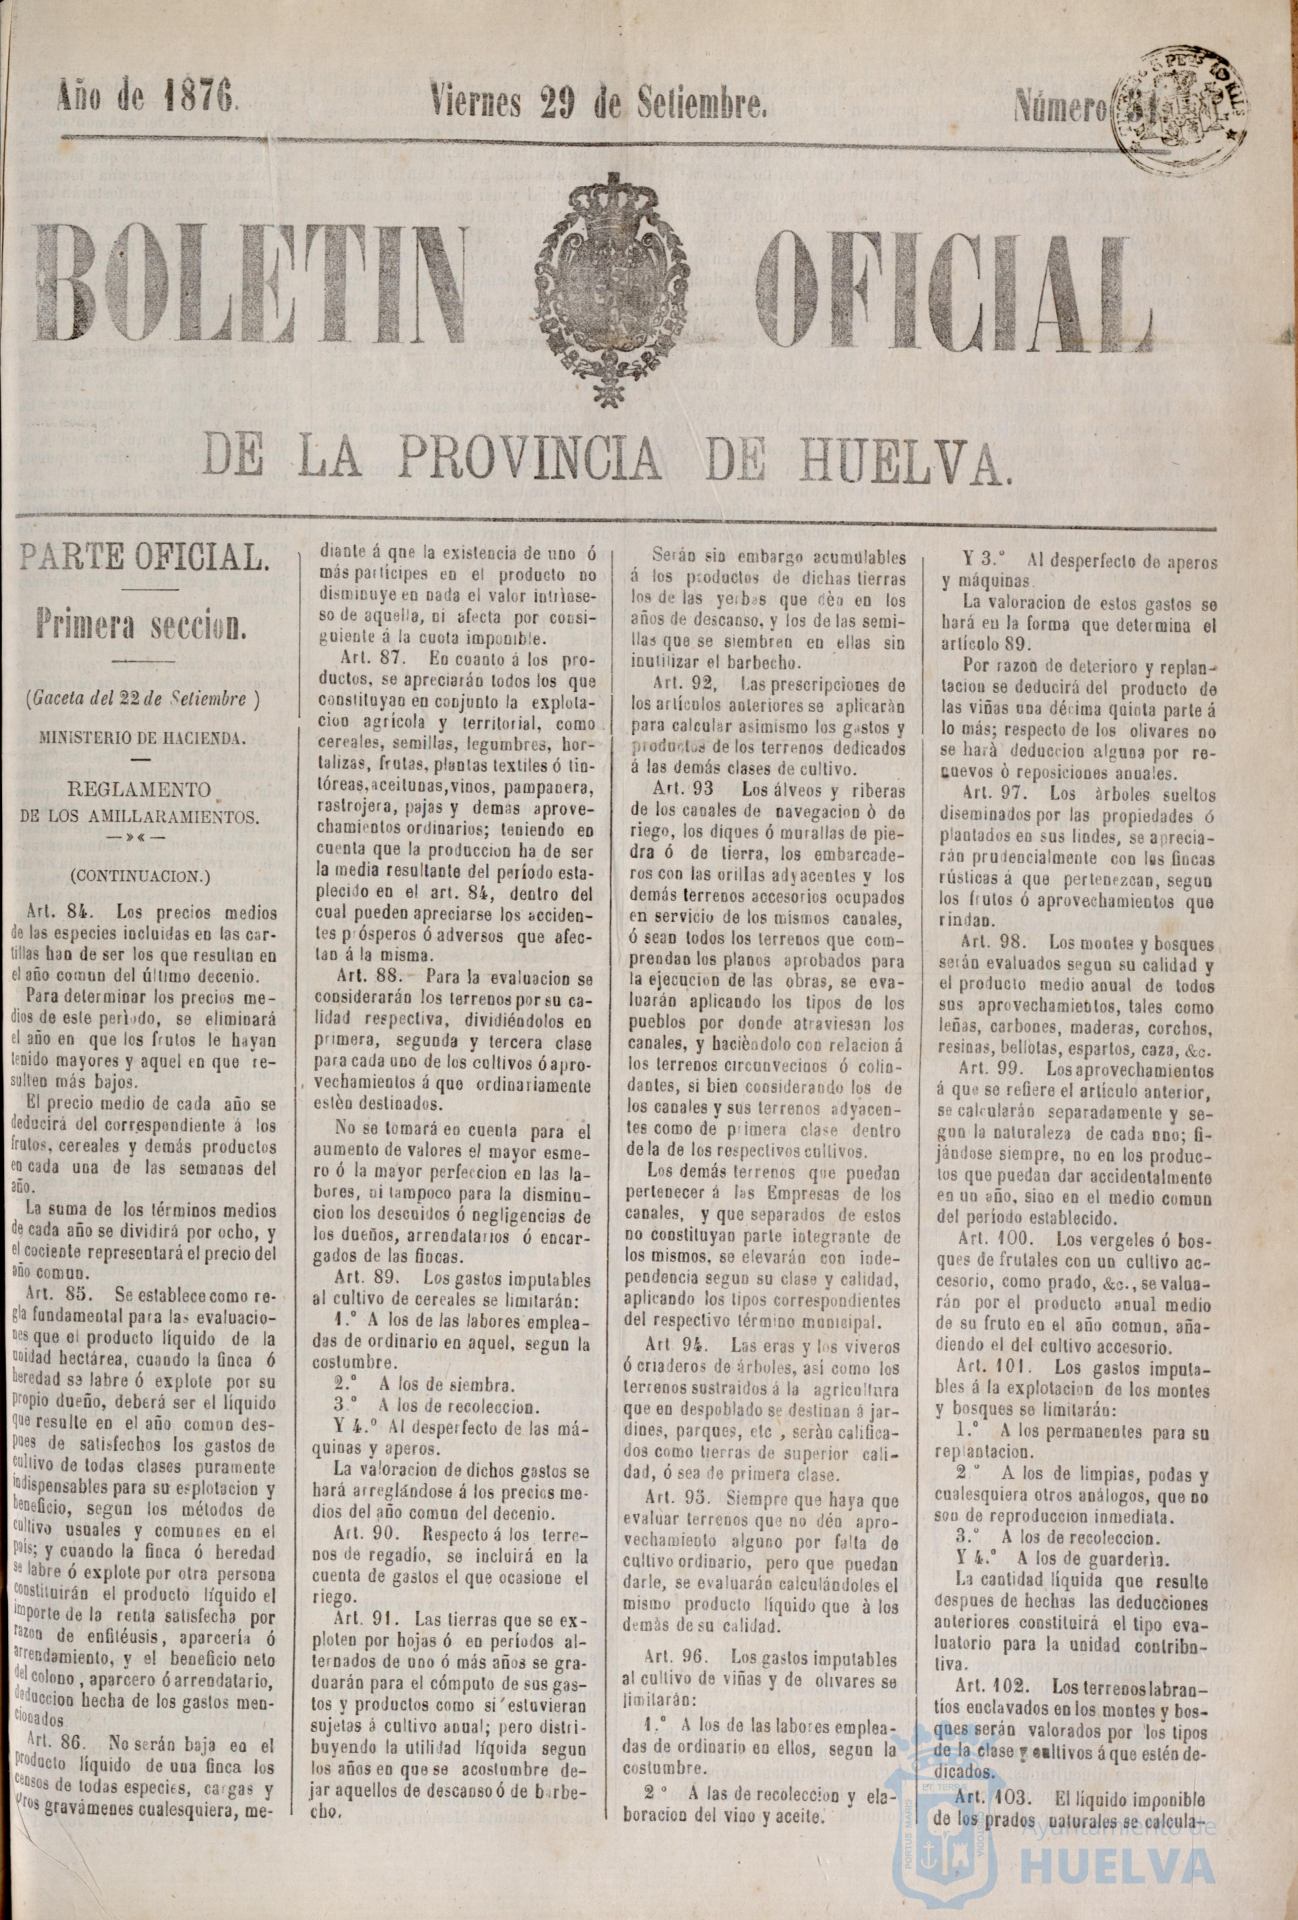 Año de 1876.
Viernes 29 de Setiembre.
Número
BOLETIN OFICIAL
DE LA PROVINCIA DE HUELVA.
PARTE OFICIAL.
Primera seccion.
(Gaceta del 22 de Setiembre )
MINISTERIO DE HACIENDA.
REGLAMENTO
DE LOS AMILLARAMIENTOS.
—»«—
(CONTINUACION.)
Art. 84. Los precios medios
de las especies incluidas en las car-
tillas han de ser los que resultan en
el año comun del último decenio.
Para determinar los precios me-
dios de este período, se eliminará
el año en que los frutos le hayan
tenido mayores y aquel en que re-
sulten más bajos.
El precio medio de cada año se
deducirá del correspondiente á los
frutos, cereales y demás productos
en cada una de las semanas del
año.
La suma de los términos medios
de cada año se dividirá por ocho, y
el cociente representará el precio del
año comun.
Art. 85. Se establece como re-
gla fundamental para las evaluacio-
nes que el producto líquido de la
unidad hectárea, cuando la finca ó
heredad se labre ó explote por su
propio dueño, deberá ser el líquido
que resulte en el año comun des-
pues de satisfechos los gastos de
cultivo de todas clases puramente
indispensables para su esplotacion y
beneficio, segun los métodos de
cultivo usuales y comunes en el
país; y cuando la finca ó heredad
se labre ó explote por otra persona
constituirán el producto líquido el
importe de la renta satisfecha por
razon de enfitéusis, aparcería ó
arrendamiento, y el beneficio neto
del colono, aparcero ó arrendatario,
deduccion hecha de los gastos men-
cionados
Art. 86. No serán baja en el
producto líquido de una finca los
censos de todas especies, cargas y
otros gravámenes cualesquiera, me-
diante á que la existencia de uno ó
más partícipes en el producto no
disminuye en nada el valor intrínse-
so de aquella, ni afecta por consi-
guiente á la cuota imponible.
Art. 87. En cuanto á los pro-
ductos, se apreciarán todos los que
constituyan en conjunto la explota-
cion agrícola y territorial, como
cereales, semillas, legumbres, hor-
talizas, frutas, plantas textiles ó tin-
tóreas, aceitunas, vinos, pampanera,
rastrojera, pajas y demás aprove-
chamientos ordinarios; teniendo en
cuenta que la produccion ha de ser
la media resultante del período esta-
plecido en el art. 84, dentro del
cual pueden apreciarse los acciden-
tes prósperos ó adversos que afec-
tan á la misma.
Art. 88. Para la evaluacion se
considerarán los terrenos por su ca-
lidad respectiva, dividiéndolos en
primera, segunda y tercera clase
para cada uno de los cultivos ó apro-
vechamientos á que ordinariamente
estèn destinados.
No se tomará en cuenta para el
aumento de valores el mayor esme-
ro ó la mayor perfeccion en las la-
bores, ni tampoco para la disminu-
cion los descuidos ó negligencias de
los dueños, arrendatarios ó encar-
gados de las fincas.
Art. 89. Los gastos imputables
al cultivo de cereales se limitarán:
1.º A los de las labores emplea-
das de ordinario en aquel, segun la
costumbre.
2.º A los de siembra.
3.º A los de recoleccion.
Y 4.º Al desperfecto de las má-
quinas y aperos.
La valoracion de dichos gastos se
hará arreglándose á los precios me-
dios del año comun del decenio.
Art. 90. Respecto á los terre-
nos de regadío, se incluirá en la
cuenta de gastos el que ocasione el
riego.
Art. 91. Las tierras que se ex-
ploten por hojas ó en períodos al-
ternados de uno ó más años se gra-
duarán para el cómputo de sus gas-
tos y productos como si estuvieran
sujetas á cultivo anual; pero distri-
buyendo la utilidad líquida segun
los años en que se acostumbre de-
jar aquellos de descanso ó de barbe-
cho.
Serán sin embargo acumulables
á los productos de dichas tierras
los de las yerbas que dèn en los
años de descanso, y los de las semi-
llas que se siembren en ellas sin
inutilizar el barbecho.
Art. 92, Las prescripciones de
los artículos anteriores se aplicarán
para calcular asimismo los gastos y
productos de los terrenos dedicados
á las demás clases de cultivo.
Art. 93 Los álveos y riberas
de los canales de navegacion ò de
riego, los diques ó murallas de pie-
dra ó de tierra, los embarcade-
ros con las orillas adyacentes y los
demás terrenos accesorios ocupados
en servicio de los mismos canales,
ó sean todos los terrenos que com-
prendan los planos aprobados para
la ejecucion de las obras, se eva-
luarán aplicando los tipos de los
pueblos por donde atraviesan los
canales, y haciéndolo con relacion á
los terrenos circunvecinos ó colin-
dantes, si bien considerando los de
los canales y sus terrenos adyacen-
tes como de primera clase dentro
de la de los respectivos cultivos.
Los demás terrenos que puedan
pertenecer á las Empresas de los
canales, y que separados de estos
no constituyan parte integrante de
los mismos, se elevarán con inde-
pendencia segun su clase y calidad,
aplicando los tipos correspondientes
del respectivo término municipal.
Art 94. Las eras y los viveros
ó criaderos de árboles, así como los
terrenos sustraidos á la agricultura
que en despoblado se destinan á jar-
dines, parques, etc , seràn califica-
dos como tierras de superior cali-
dad, ó sea de primera clase.
Art. 95. Siempre que haya que
evaluar terrenos que no dén apro-
vechamiento alguno por falta de
cultivo ordinario, pero que puedan
darle, se evaluarán calculándoles el
mismo producto líquido que à los
demás de su calidad.
Art. 96. Los gastos imputables
al cultivo de viñas y de olivares se
limitarán:
1.º A los de las labores emplea-
das de ordinario en ellos, segun la
costumbre.
2º A las de recoleccion y ela-
boracion del vino y aceite.
Y 3.º Al desperfecto de aperos
y máquinas.
La valoracion de estos gastos se
hará en la forma que determina el
artículo 89.
Por razon de deterioro y replan-
tacion se deducirá del producto de
las viñas una décima quinta parte á
lo más; respecto de los olivares no
se harà deduccion alguna por re-
nuevos ò reposiciones anuales.
Art. 97. Los àrboles sueltos
diseminados por las propiedades ó
plantados en sus lindes, se aprecia-
rán prudencialmente con las fincas
rústicas á que pertenezcan, segun
los frutos ó aprovechamientos que
rindan.
Art. 98. Los montes y bosques
serán evaluados segun su calidad y
el producto medio anual de todos
sus aprovechamientos, tales como
leñas, carbones, maderas, corchos,
resinas, bellotas, espartos, caza, &c.
Art. 99. Los aprovechamientos
á que se refiere el artículo anterior,
se calcularán separadamente y se-
gun la naturaleza de cada uno; fi-
jándose siempre, no en los produc-
tos que puedan dar accidentalmente
en un año, sino en el medio comun
del período establecido.
Art. 100. Los vergeles ó bos-
ques de frutales con un cultivo ac-
cesorio, como prado, &c., se valua-
rán por el producto anual medio
de su fruto en el año comun, aña-
diendo el del cultivo accesorio.
Art. 101. Los gastos imputa-
bles á la explotacion de los montes
y bosques se limitarán:
1.º A los permanentes para su
replantacion.
2º A los de limpias, podas y
cualesquiera otros análogos, que no
son de reproduccion inmediata.
3.º A los de recoleccion.
Y 4.º A los de guardería.
La cantidad líquida que resulte
despues de hechas las deducciones
anteriores constituirá el tipo eva-
luatorio para la unidad contribu-
tiva.
Art. 102. Los terrenos labran-
tíos enclavados en los montes y bos-
ques serán valorados por los tipos
de la clase y cultivos á que estén de-
dicados.
Art. 103. El líquido imponible
de los prados naturales se calcula-
Ayuntamiento de
HUELVA